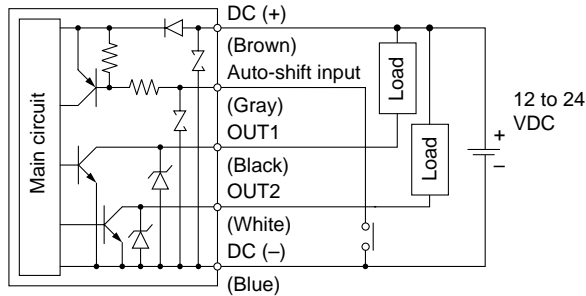 DC (+)
(Brown)
Auto-shift input
(Gray)
OUT1
(Black)
OUT2
(White)
DC (–)
(Blue)
Main circuit
Load
Load
12 to 24
VDC
+
–